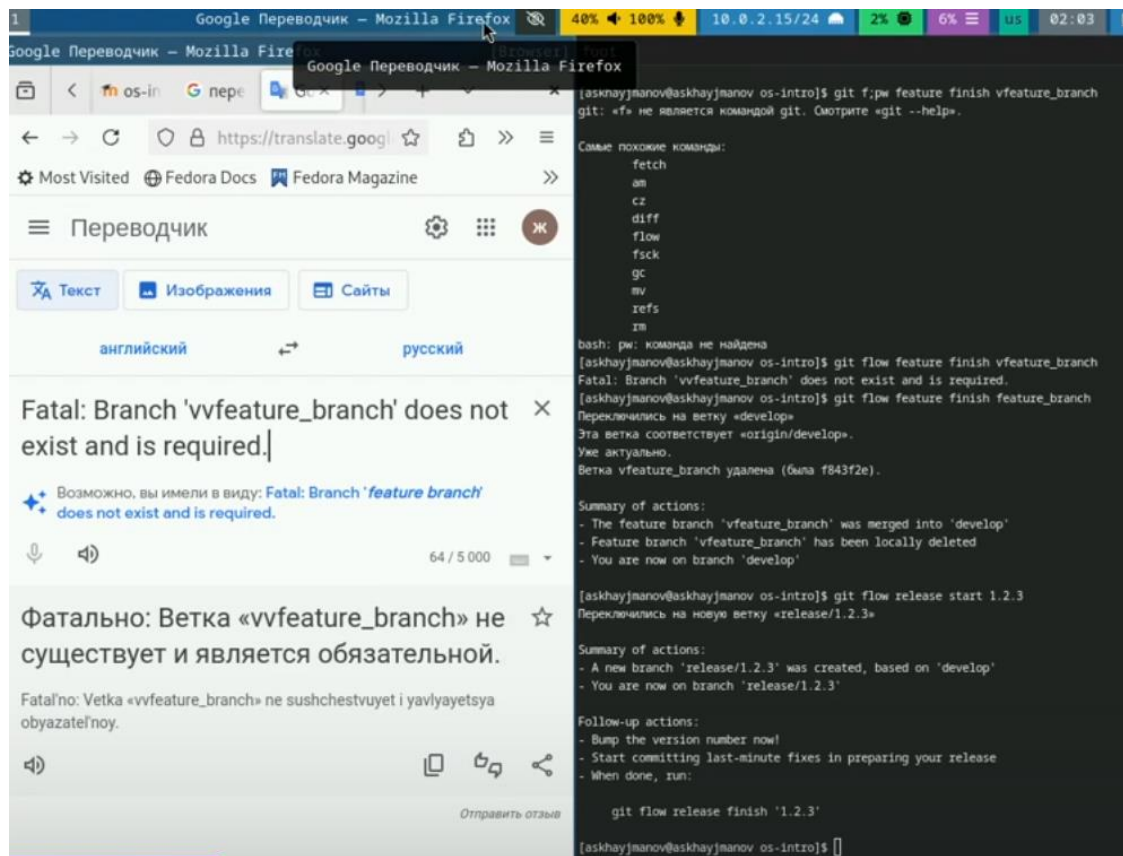 1
Google Переводчик — Mozilla Firefox
40%
100%
10.0.2.15/24
2%
6%
us
02:03
Google Переводчик — Mozilla Firefox
Google Переводчик — Mozilla Firefox
os-in
G
пере
https://translate.googl
Most Visited
Fedora Docs
Fedora Magazine
Переводчик
Ж
Текст
Изображения
Сайты
английский
русский
Fatal: Branch 'vvfeature_branch' does not
exist and is required.
Возможно, вы имели в виду: Fatal: Branch 'feature branch'
does not exist and is required.
64 / 5 000
Фатально: Ветка «vvfeature_branch» не
существует и является обязательной.
Fatal'no: Vetka «vvfeature_branch» ne sushchestvuyet i yavlyayetsya
obyazatel'noy.
Отправить отзыв
[askhayjmanov@askhayjmanov os-intro]$ git f;pw feature finish vfeature_branch
git: «f» не является командой git. Смотрите «git --help».
Самые похожие команды:
fetch
am
cz
diff
flow
fsck
gc
mv
refs
rm
bash: pw: команда не найдена
[askhayjmanov@askhayjmanov os-intro]$ git flow feature finish vfeature_branch
Fatal: Branch 'vvfeature_branch' does not exist and is required.
[askhayjmanov@askhayjmanov os-intro]$ git flow feature finish feature_branch
Переключились на ветку «develop»
Эта ветка соответствует «origin/develop».
Уже актуально.
Ветка vfeature_branch удалена (была f843f2e).
Summary of actions:
- The feature branch 'vfeature_branch' was merged into 'develop'
- Feature branch 'vfeature_branch' has been locally deleted
- You are now on branch 'develop'
[askhayjmanov@askhayjmanov os-intro]$ git flow release start 1.2.3
Переключились на новую ветку «release/1.2.3»
Summary of actions:
- A new branch 'release/1.2.3' was created, based on 'develop'
- You are now on branch 'release/1.2.3'
Follow-up actions:
- Bump the version number now!
- Start committing last-minute fixes in preparing your release
- When done, run:
git flow release finish '1.2.3'
[askhayjmanov@askhayjmanov os-intro]$